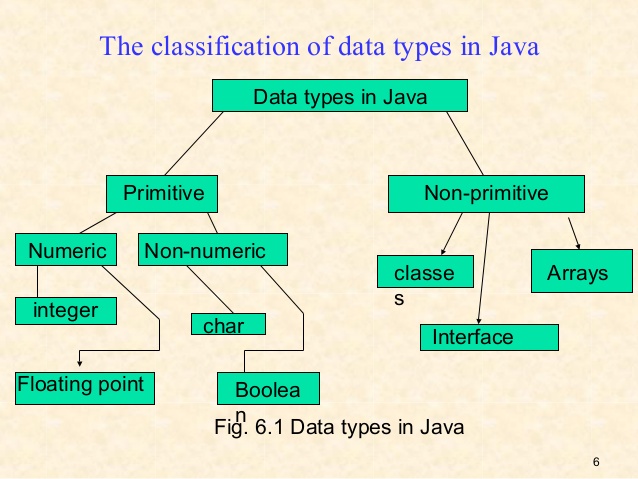 The classification of data types in Java
Data types in Java
Primitive
Non-primitive
Numeric
Non-numeric
classe
s
Arrays
integer
char
Interface
Floating point
Boolea
n
Fig. 6.1 Data types in Java
6